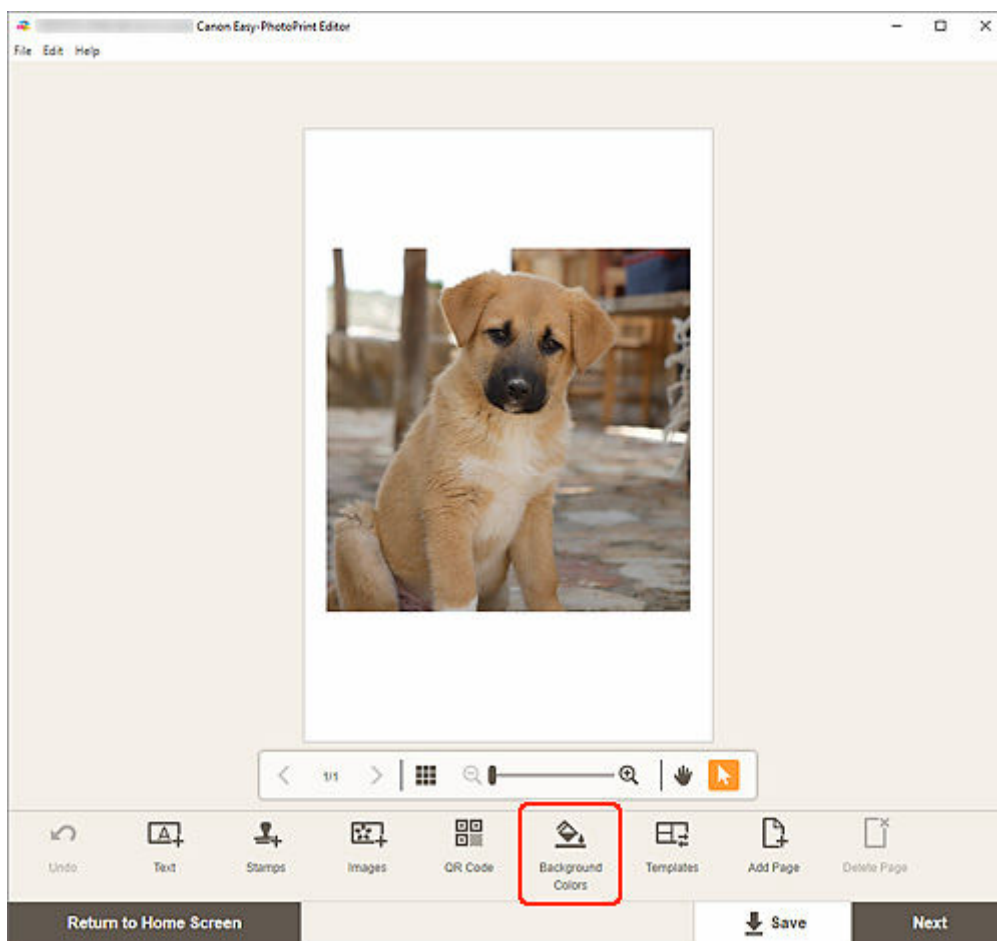 Canon Easy-PhotoPrint Editor
File Edit Help
1/1
Undo Text Stamps Images QR Code Background Colors Templates Add Page Delete Page
Return to Home Screen Save Next